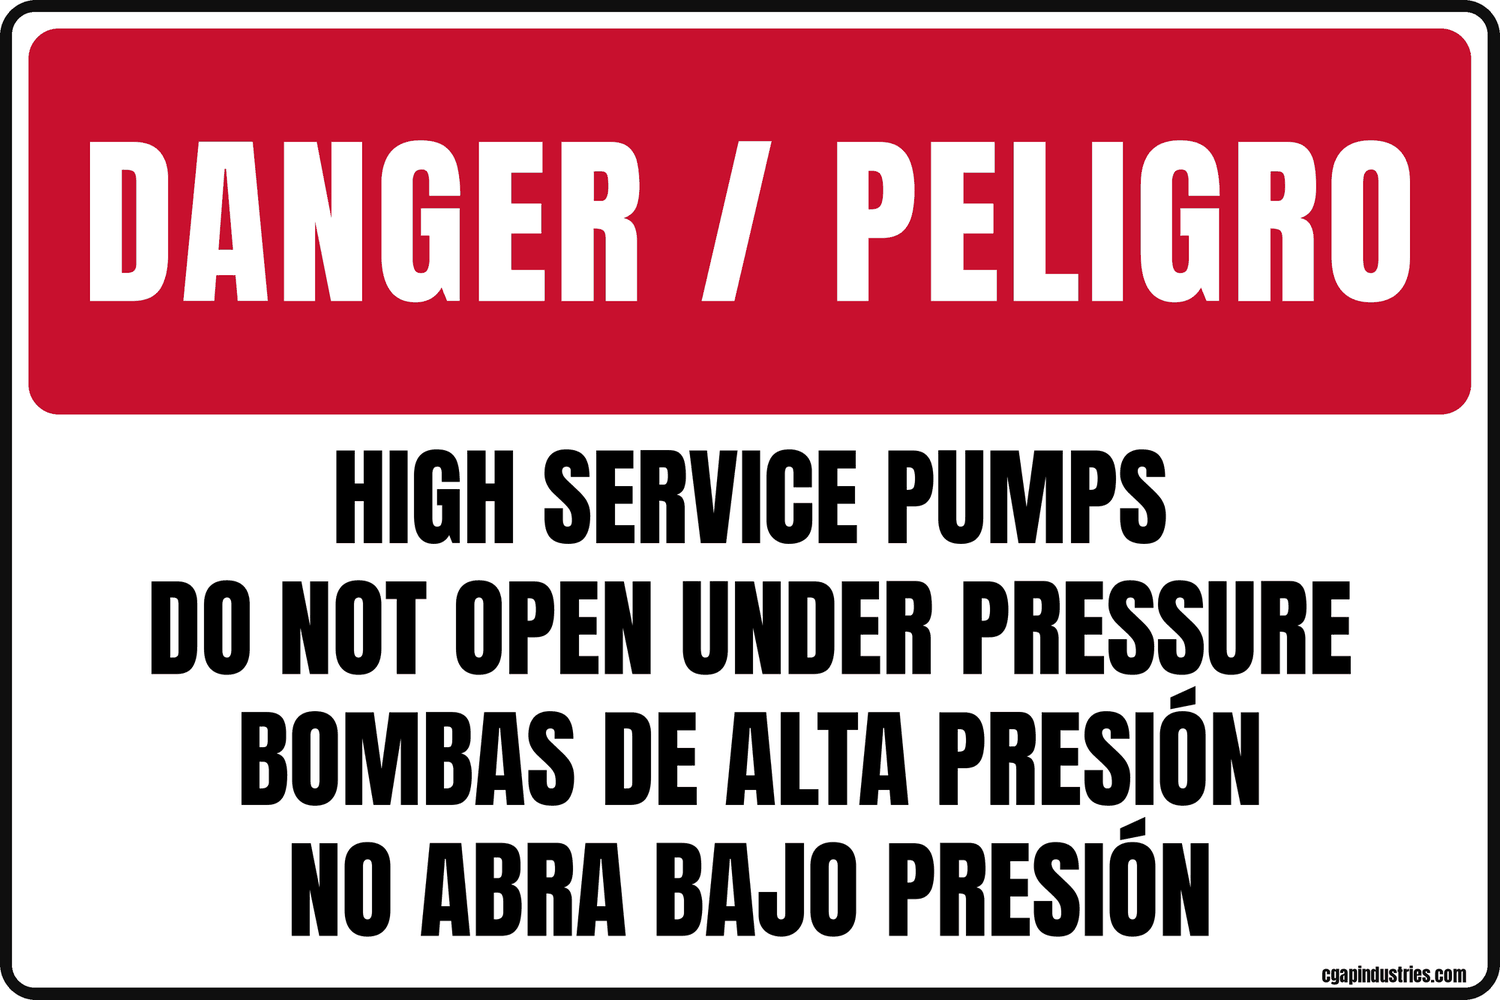 DANGER / PELIGRO
HIGH SERVICE PUMPS
DO NOT OPEN UNDER PRESSURE
BOMBAS DE ALTA PRESIÓN
NO ABRA BAJO PRESIÓN
cgapindustries.com